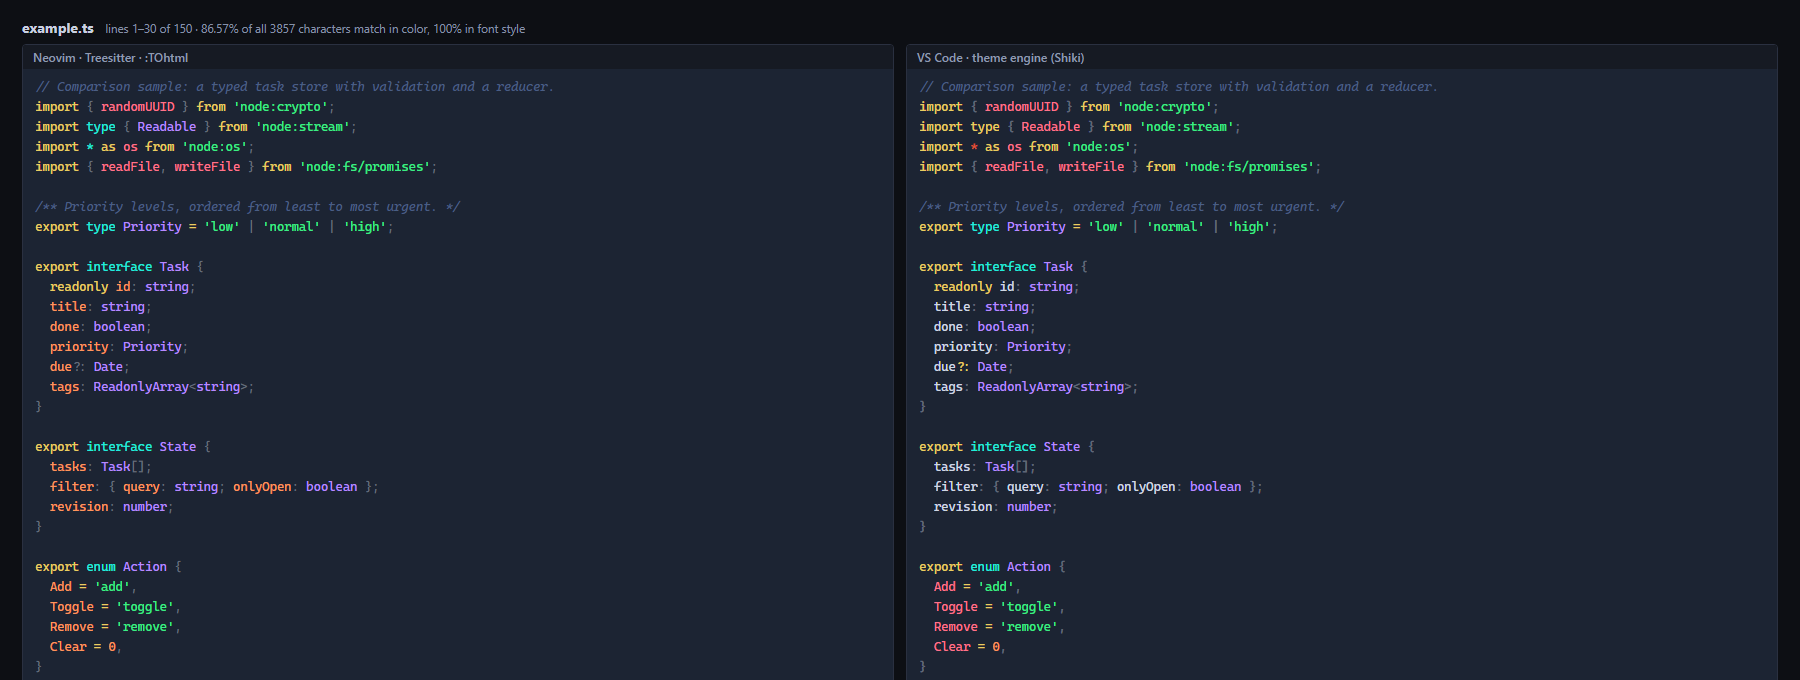 example.ts lines 1–30 of 150 · 86.57% of all 3857 characters match in color, 100% in font style
Neovim · Treesitter · :TOhtml
// Comparison sample: a typed task store with validation and a reducer.
import { randomUUID } from 'node:crypto';
import type { Readable } from 'node:stream';
import * as os from 'node:os';
import { readFile, writeFile } from 'node:fs/promises';

/** Priority levels, ordered from least to most urgent. */
export type Priority = 'low' | 'normal' | 'high';

export interface Task {
  readonly id: string;
  title: string;
  done: boolean;
  priority: Priority;
  due?: Date;
  tags: ReadonlyArray<string>;
}

export interface State {
  tasks: Task[];
  filter: { query: string; onlyOpen: boolean };
  revision: number;
}

export enum Action {
  Add = 'add',
  Toggle = 'toggle',
  Remove = 'remove',
  Clear = 0,
}
VS Code · theme engine (Shiki)
// Comparison sample: a typed task store with validation and a reducer.
import { randomUUID } from 'node:crypto';
import type { Readable } from 'node:stream';
import * as os from 'node:os';
import { readFile, writeFile } from 'node:fs/promises';

/** Priority levels, ordered from least to most urgent. */
export type Priority = 'low' | 'normal' | 'high';

export interface Task {
  readonly id: string;
  title: string;
  done: boolean;
  priority: Priority;
  due?: Date;
  tags: ReadonlyArray<string>;
}

export interface State {
  tasks: Task[];
  filter: { query: string; onlyOpen: boolean };
  revision: number;
}

export enum Action {
  Add = 'add',
  Toggle = 'toggle',
  Remove = 'remove',
  Clear = 0,
}